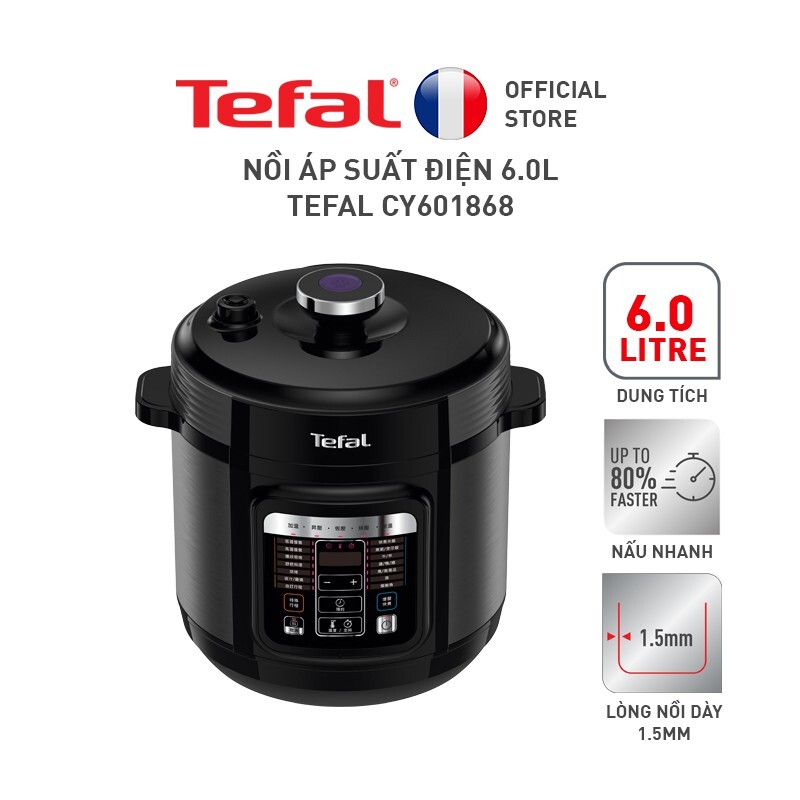 Tefal®
OFFICIAL
STORE
NỒI ÁP SUẤT ĐIỆN 6.0L
TEFAL CY601868
6.0
LITRE
DUNG TÍCH
UP TO
80%
FASTER
NẤU NHANH
1.5mm
LÒNG NỒI DÀY
1.5MM
Tefal